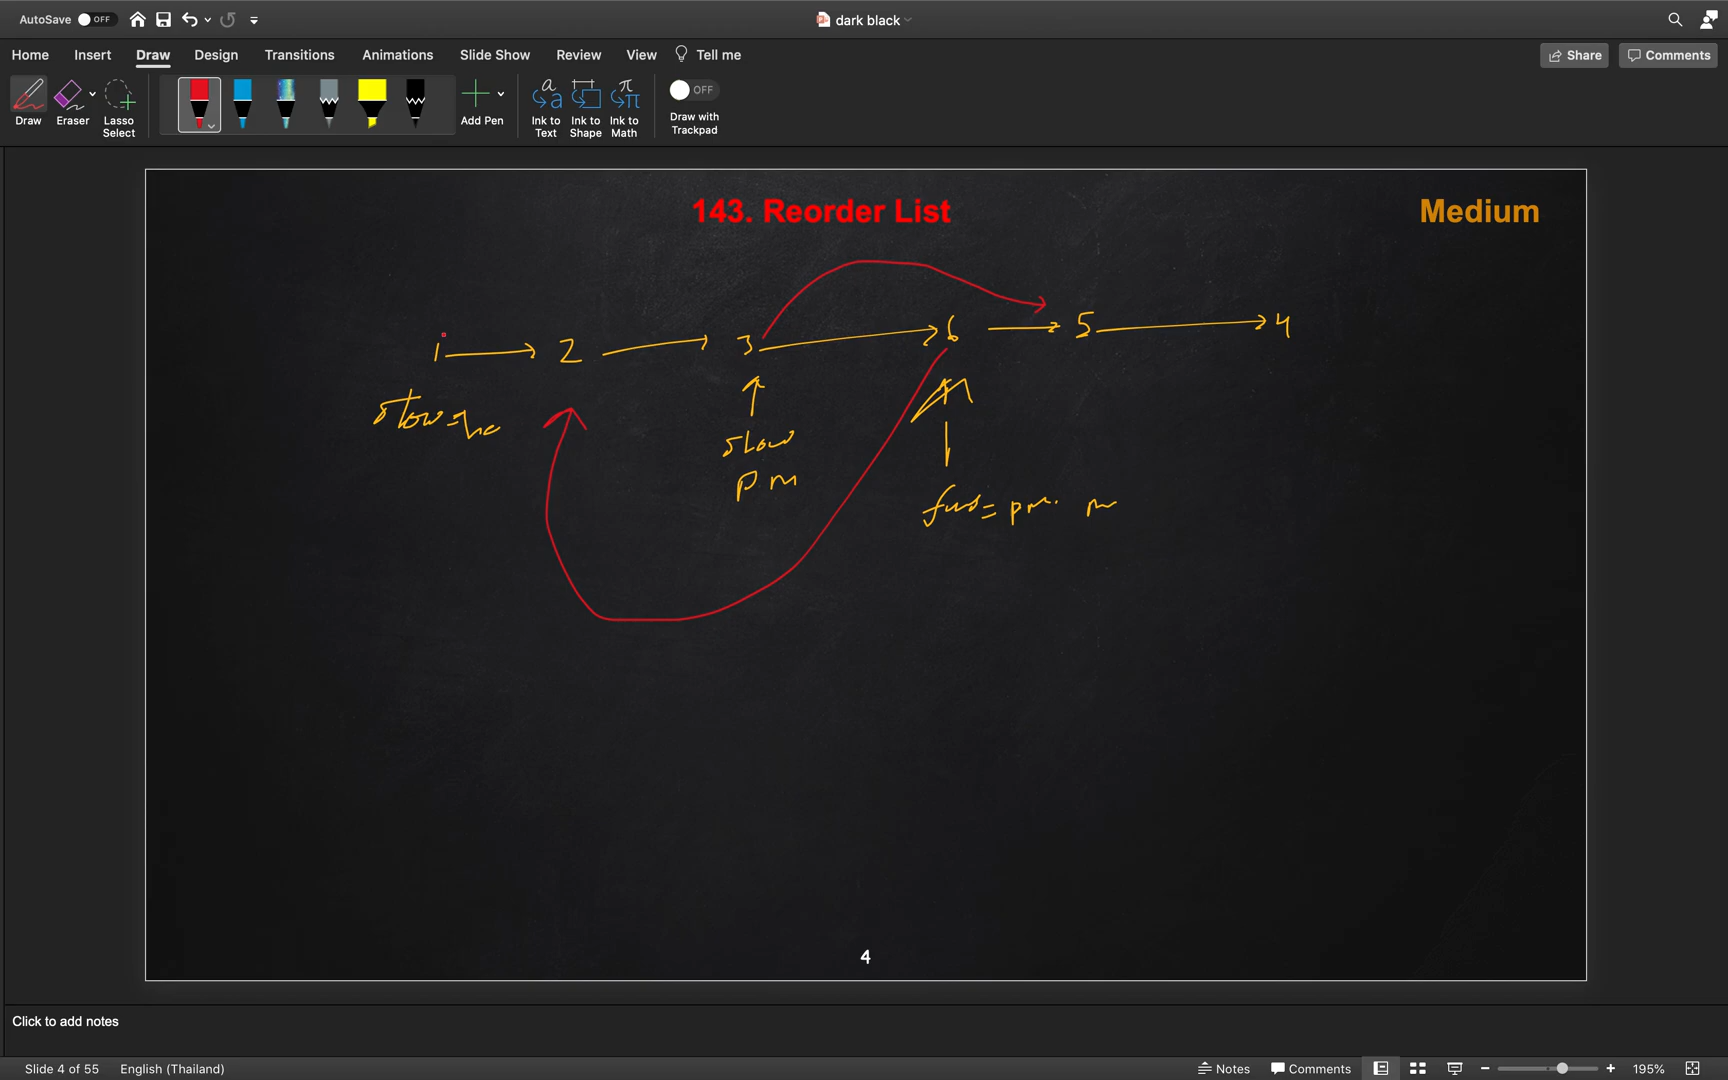 AutoSave OFF
dark black
Home Insert Draw Design Transitions Animations Slide Show Review View Tell me
Share Comments
Draw Eraser Lasso Select
Add Pen
Ink to Text Ink to Shape Ink to Math
OFF
Draw with Trackpad
143. Reorder List
Medium
1 2 3 6 5 4
slow=
slow
p m
= pm.
4
Click to add notes
Slide 4 of 55 English (Thailand)
Notes Comments 195%